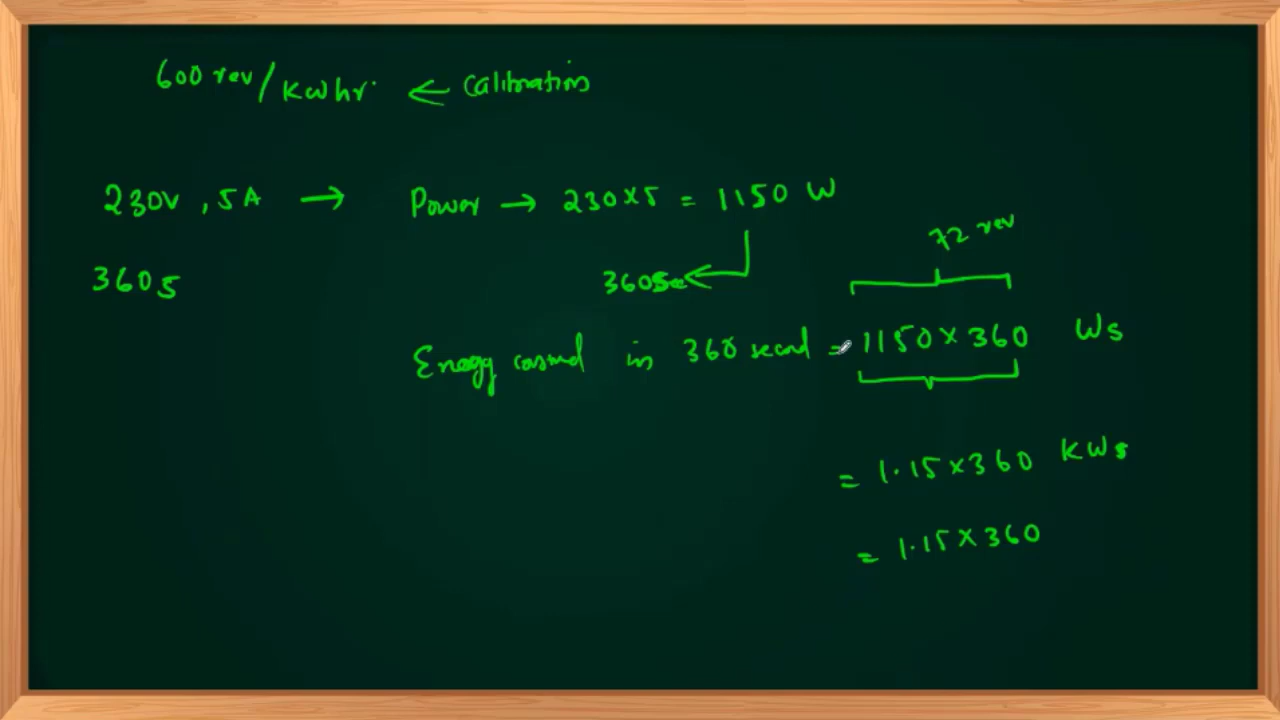 600 rev/kwhr ← Calibration
230V, 5A → Power → 230×5 = 1150 W
72 rev
360s
360sec
Energy in 360 second = 1150 × 360 Ws
= 1.15×360 KWs
= 1.15×360